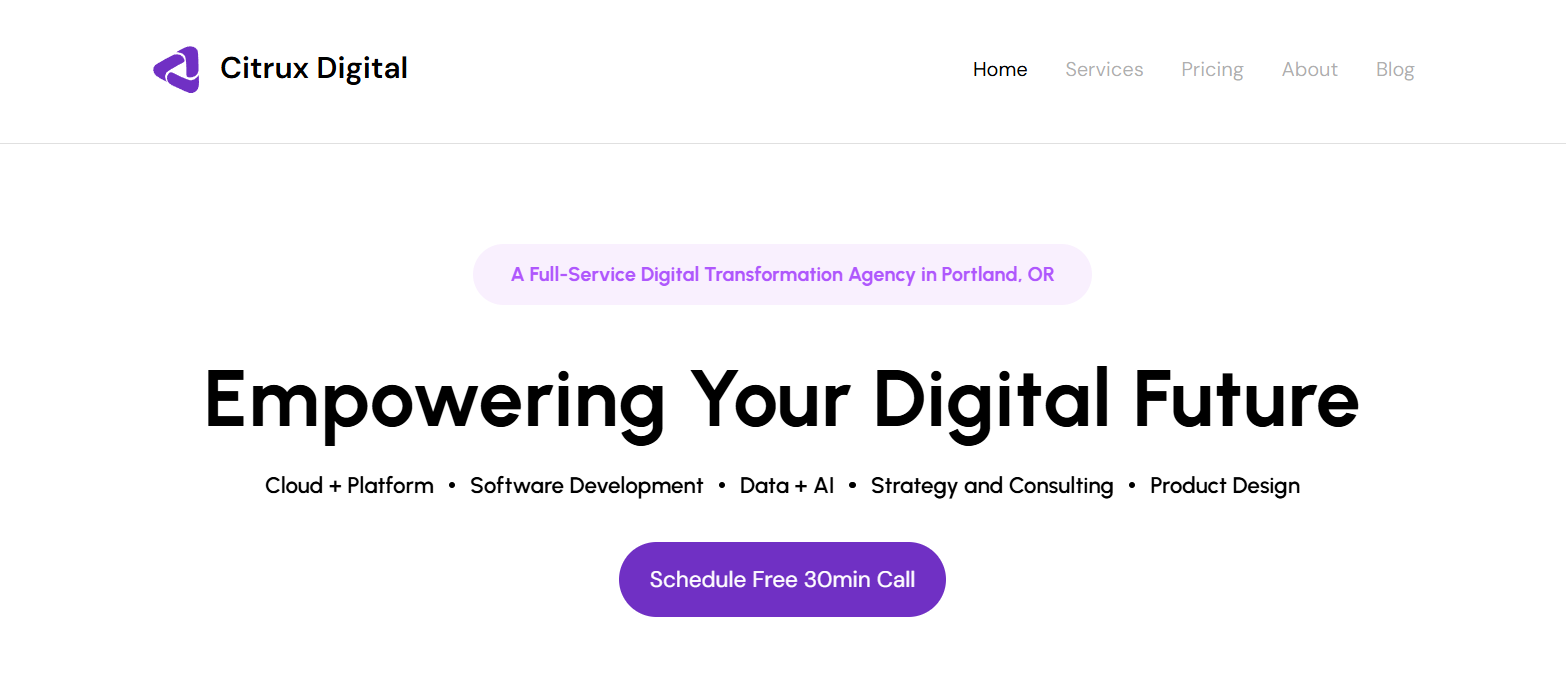 Citrux Digital
Home Services Pricing About Blog
A Full-Service Digital Transformation Agency in Portland, OR
Empowering Your Digital Future
Cloud + Platform • Software Development • Data + AI • Strategy and Consulting • Product Design
Schedule Free 30min Call